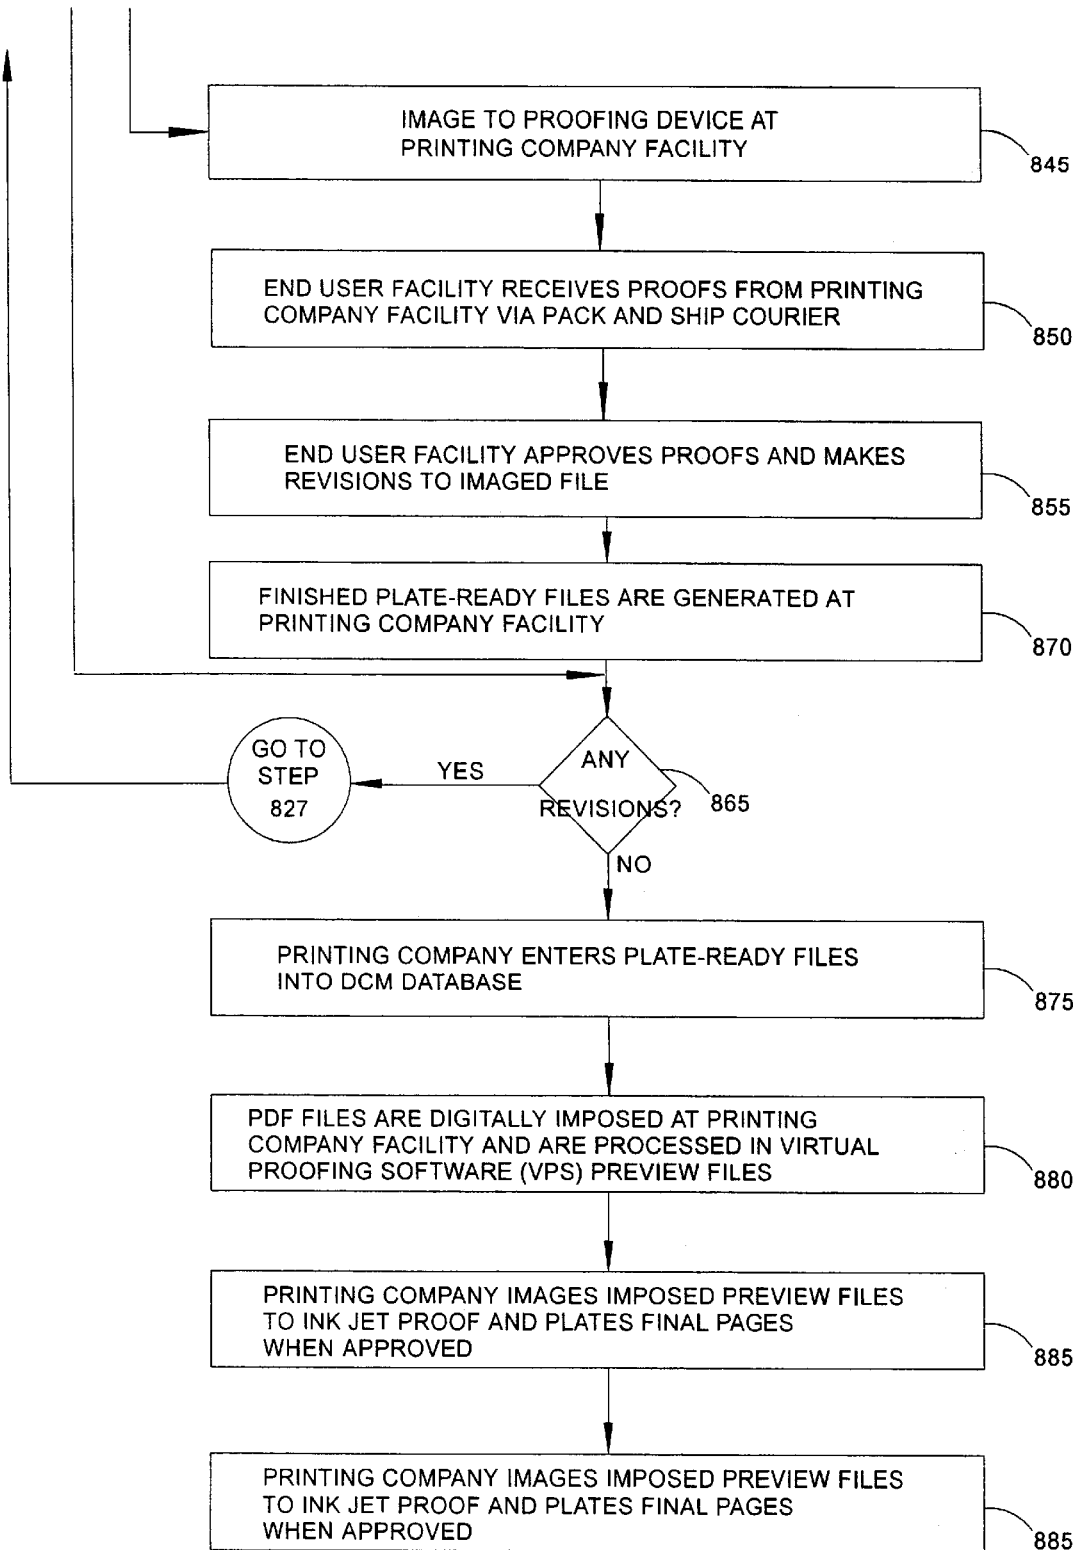 IMAGE TO PROOFING DEVICE AT
PRINTING COMPANY FACILITY
845
END USER FACILITY RECEIVES PROOFS FROM PRINTING
COMPANY FACILITY VIA PACK AND SHIP COURIER
850
END USER FACILITY APPROVES PROOFS AND MAKES
REVISIONS TO IMAGED FILE
855
FINISHED PLATE-READY FILES ARE GENERATED AT
PRINTING COMPANY FACILITY
870
GO TO
STEP
827
YES
ANY
REVISIONS?
865
NO
PRINTING COMPANY ENTERS PLATE-READY FILES
INTO DCM DATABASE
875
PDF FILES ARE DIGITALLY IMPOSED AT PRINTING
COMPANY FACILITY AND ARE PROCESSED IN VIRTUAL
PROOFING SOFTWARE (VPS) PREVIEW FILES
880
PRINTING COMPANY IMAGES IMPOSED PREVIEW FILES
TO INK JET PROOF AND PLATES FINAL PAGES
WHEN APPROVED
885
PRINTING COMPANY IMAGES IMPOSED PREVIEW FILES
TO INK JET PROOF AND PLATES FINAL PAGES
WHEN APPROVED
885